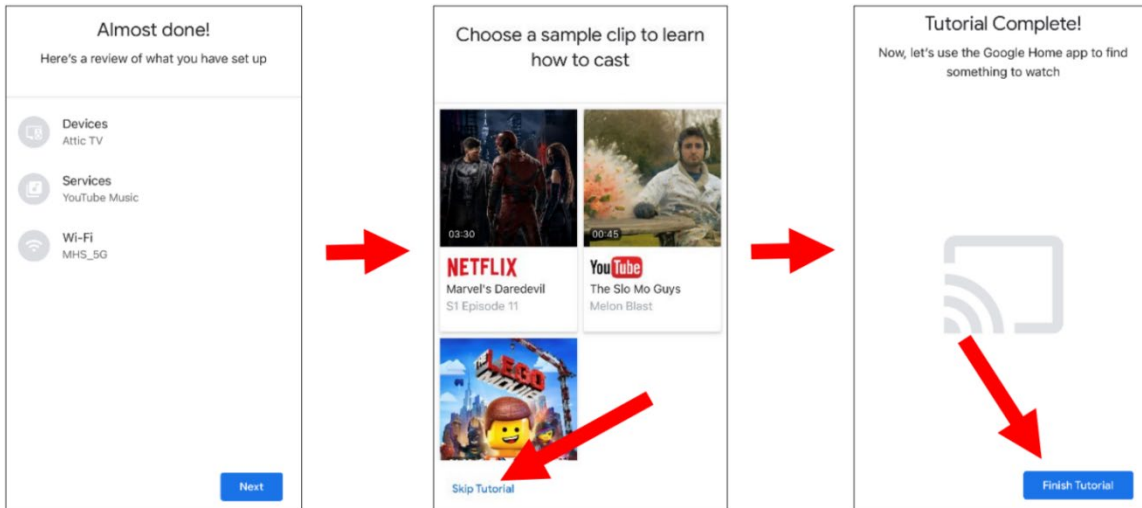 Almost done!
Here's a review of what you have set up
Devices
Attic TV
Services
YouTube Music
Wi-Fi
MHS_5G
Next
Choose a sample clip to learn
how to cast
03:30
00:45
NETFLIX
Marvel's Daredevil
S1 Episode 11
YouTube
The Slo Mo Guys
Melon Blast
THE LEGO
MOVIE
Skip Tutorial
Tutorial Complete!
Now, let's use the Google Home app to find
something to watch
Finish Tutorial